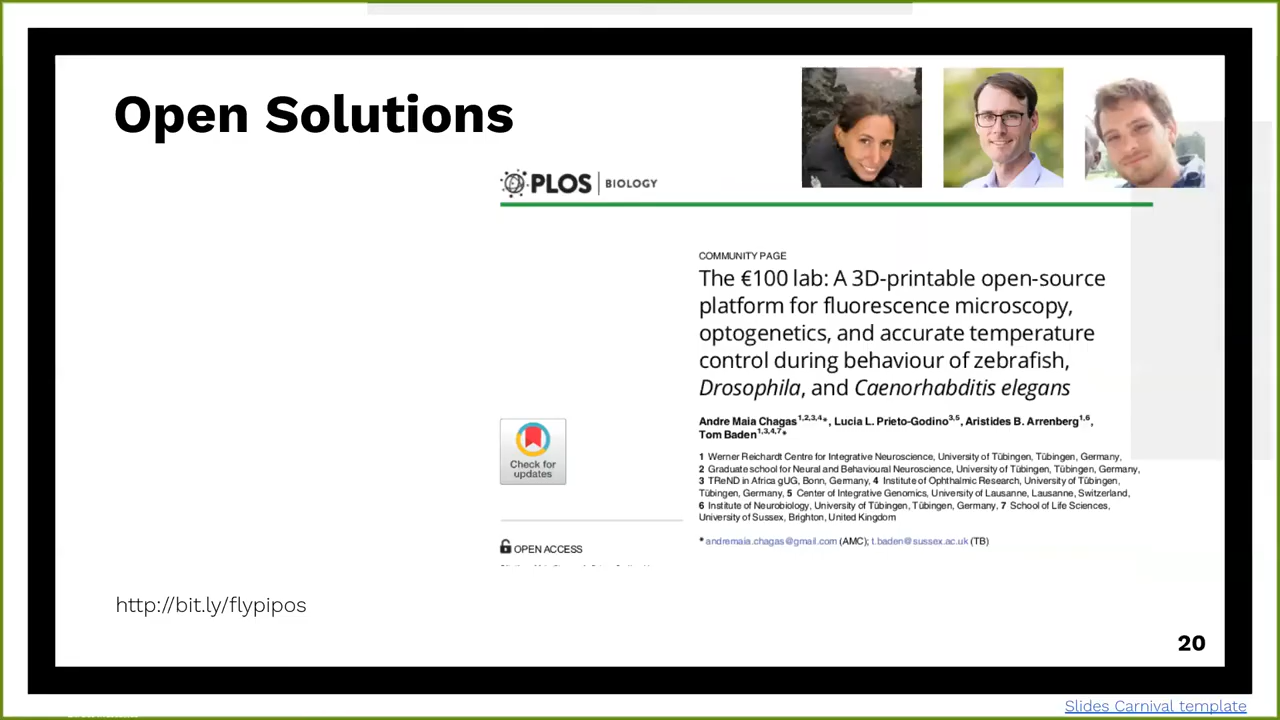 Open Solutions
PLOS | BIOLOGY
COMMUNITY PAGE
The €100 lab: A 3D-printable open-source
platform for fluorescence microscopy,
optogenetics, and accurate temperature
control during behaviour of zebrafish,
Drosophila, and Caenorhabditis elegans
Andre Maia Chagas1,2,3,4*, Lucia L. Prieto-Godino3,5, Aristides B. Arrenberg1,6,
Tom Baden1,3,4,7*
1 Werner Reichardt Centre for Integrative Neuroscience, University of Tübingen, Tübingen, Germany,
2 Graduate school for Neural and Behavioural Neuroscience, University of Tübingen, Tübingen, Germany,
3 TReND in Africa gUG, Bonn, Germany, 4 Institute of Ophthalmic Research, University of Tübingen,
Tübingen, Germany, 5 Center of Integrative Genomics, University of Lausanne, Lausanne, Switzerland,
6 Institute of Neurobiology, University of Tübingen, Tübingen, Germany, 7 School of Life Sciences,
University of Sussex, Brighton, United Kingdom
* andremaia.chagas@gmail.com (AMC); t.baden@sussex.ac.uk (TB)
Check for
updates
OPEN ACCESS
http://bit.ly/flypipos
20
Slides Carnival template